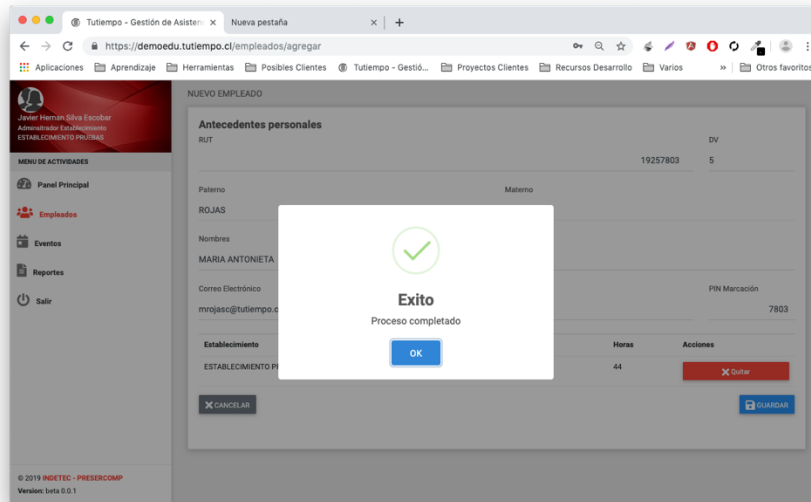 Tutiempo - Gestión de Asisten
Nueva pestaña
https://demoedu.tutiempo.cl/empleados/agregar
Aplicaciones
Aprendizaje
Herramientas
Posibles Clientes
Tutiempo - Gestió...
Proyectos Clientes
Recursos Desarrollo
Varios
»
Otros favoritos
Javier Hernan Silva Escobar
Administrador Establecimiento
ESTABLECIMIENTO PRUEBAS
MENU DE ACTIVIDADES
Panel Principal
Empleados
Eventos
Reportes
Salir
© 2019 INDETEC - PRESERCOMP
Version: beta 0.0.1
NUEVO EMPLEADO
Antecedentes personales
RUT
DV
19257803
5
Paterno
Materno
ROJAS
Nombres
MARIA ANTONIETA
Correo Electrónico
PIN Marcación
mrojasc@tutiempo.c
7803
Establecimiento
Horas
Acciones
ESTABLECIMIENTO PR
44
Quitar
CANCELAR
GUARDAR
Exito
Proceso completado
OK